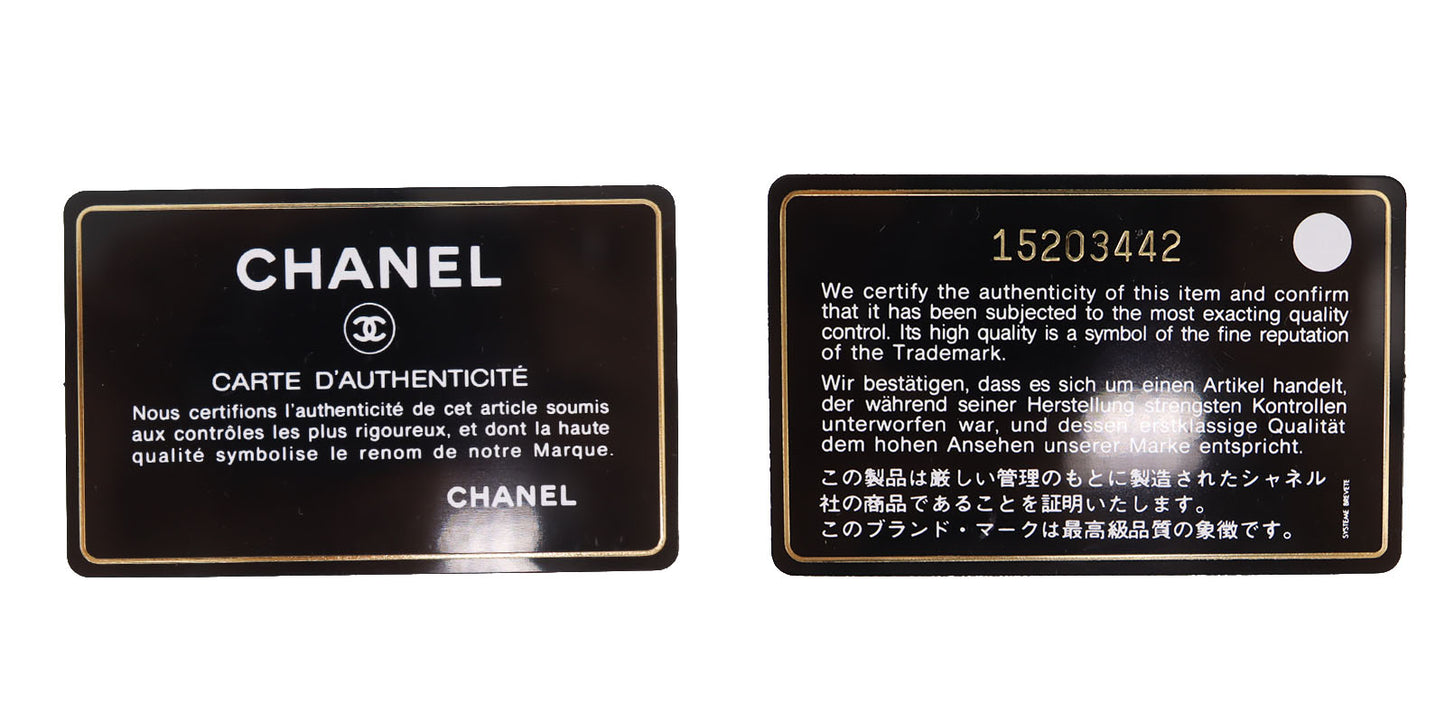 CHANEL
CARTE D'AUTHENTICITÉ
Nous certifions l'authenticité de cet article soumis
aux contrôles les plus rigoureux, et dont la haute
qualité symbolise le renom de notre Marque.
CHANEL
15203442
We certify the authenticity of this item and confirm
that it has been subjected to the most exacting quality
control. Its high quality is a symbol of the fine reputation
of the Trademark.
Wir bestätigen, dass es sich um einen Artikel handelt,
der während seiner Herstellung strengsten Kontrollen
unterworfen war, und dessen erstklassige Qualität
dem hohen Ansehen unserer Marke entspricht.
この製品は厳しい管理のもとに製造されたシャネル
社の商品であることを証明いたします。
このブランド・マークは最高級品質の象徴です。
SYSTEME BREVETE